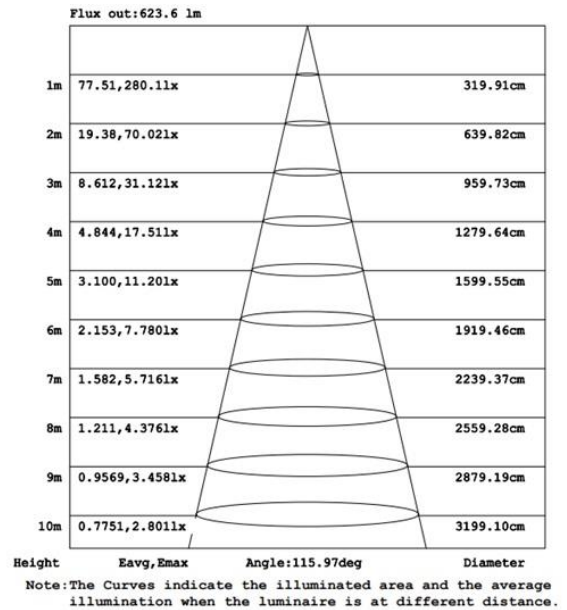 Flux out:623.6 lm
1m 77.51,280.1lx 319.91cm
2m 19.38,70.02lx 639.82cm
3m 8.612,31.12lx 959.73cm
4m 4.844,17.51lx 1279.64cm
5m 3.100,11.20lx 1599.55cm
6m 2.153,7.780lx 1919.46cm
7m 1.582,5.716lx 2239.37cm
8m 1.211,4.376lx 2559.28cm
9m 0.9569,3.458lx 2879.19cm
10m 0.7751,2.801lx 3199.10cm
Height Eavg,Emax Angle:115.97deg Diameter
Note:The Curves indicate the illuminated area and the average
illumination when the luminaire is at different distance.